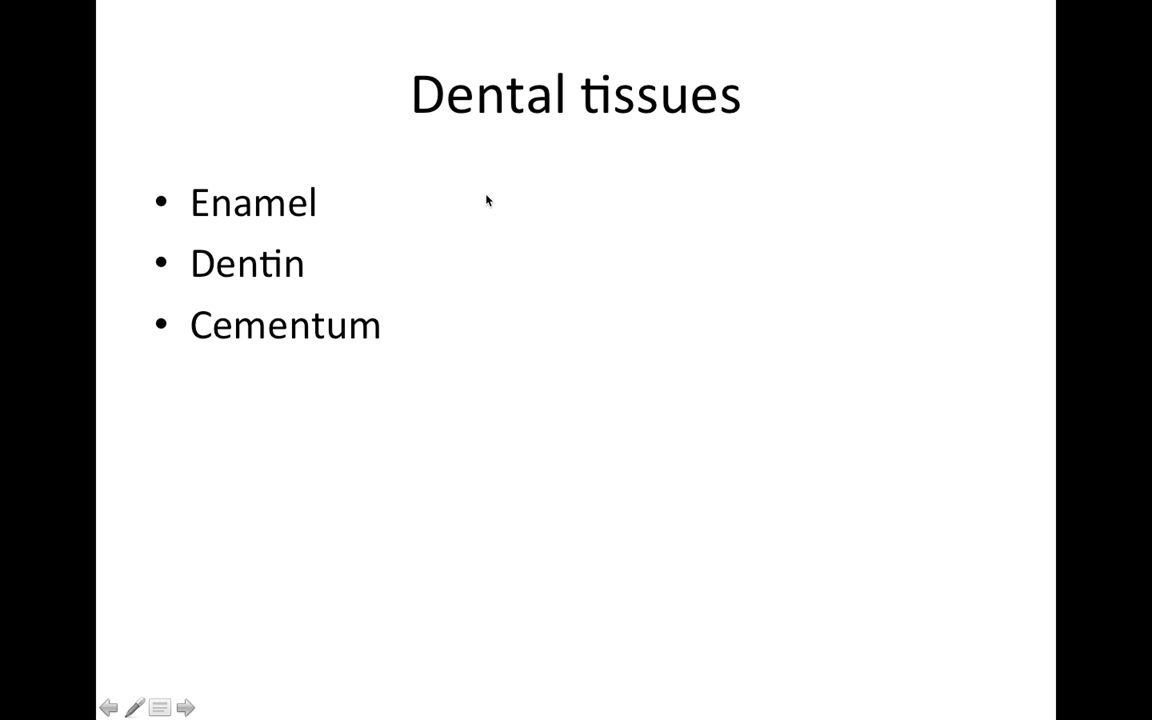 Dental tissues
• Enamel
• Dentin
• Cementum